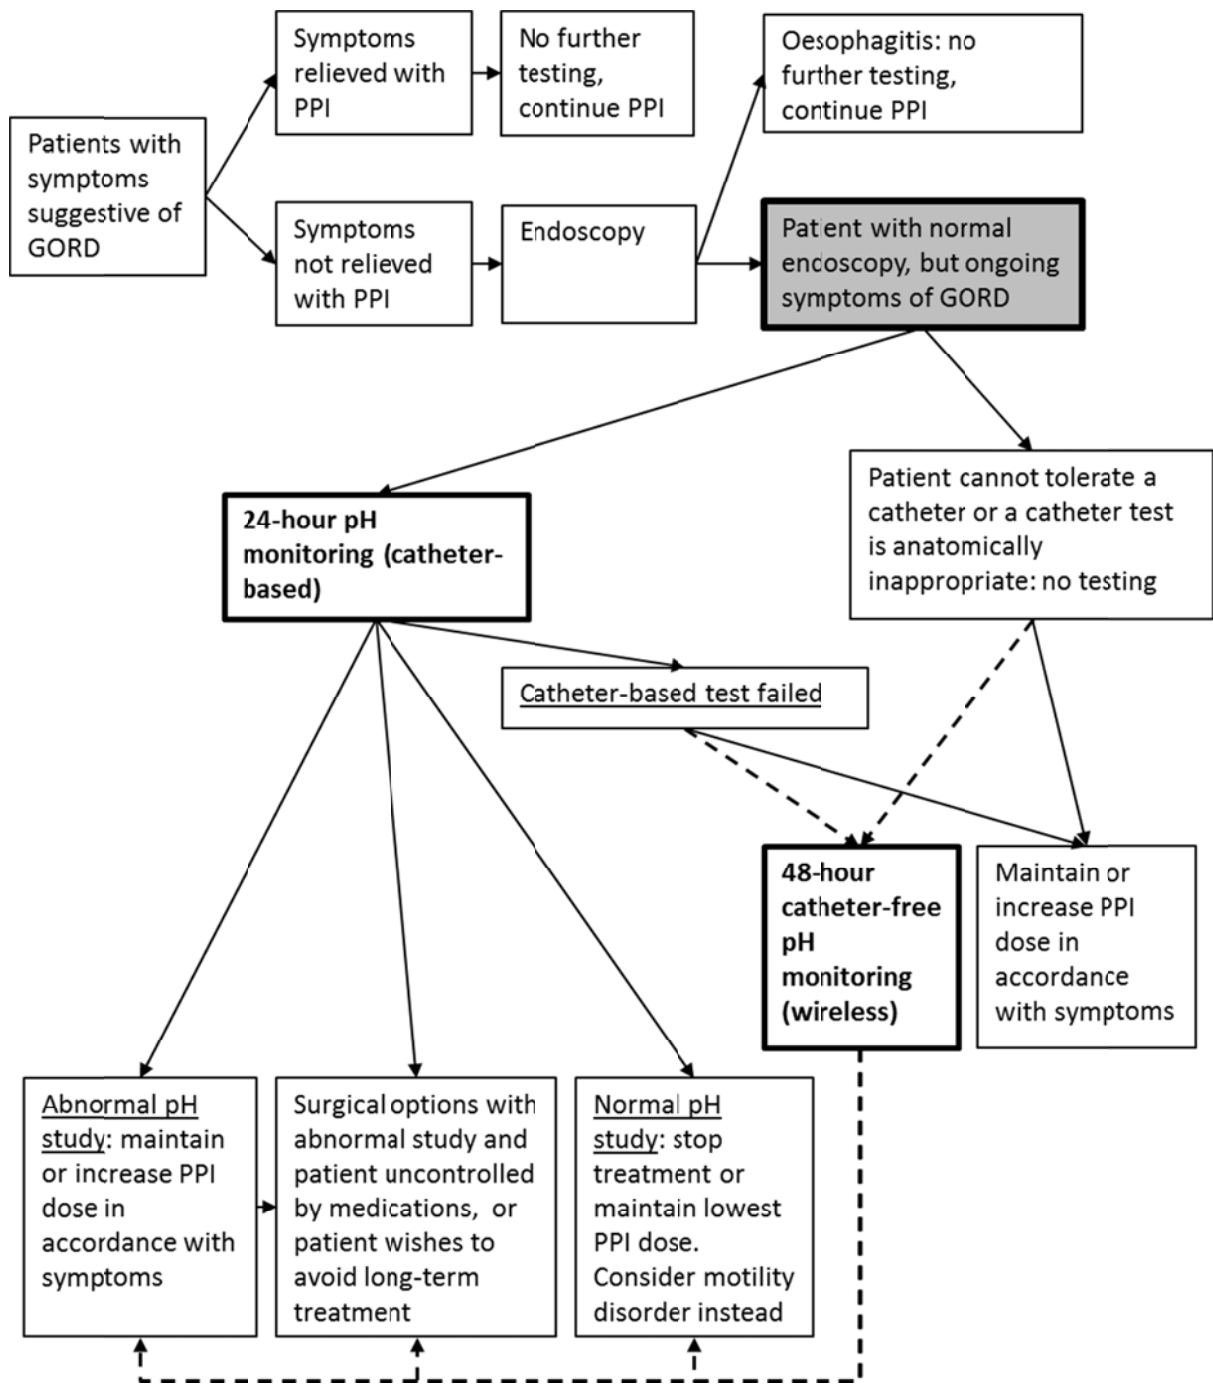 Symptoms
relieved with
PPI
No further
testing,
continue PPI
Oesophagitis: no
further testing,
continue PPI
Patients with
symptoms
suggestive of
GORD
Symptoms
not relieved
with PPI
Endoscopy
Patient with normal
endoscopy, but ongoing
symptoms of GORD
24-hour pH
monitoring (catheter-
based)
Patient cannot tolerate a
catheter or a catheter test
is anatomically
inappropriate: no testing
Catheter-based test failed
48-hour
catheter-free
pH
monitoring
(wireless)
Maintain or
increase PPI
dose in
accordance
with symptoms
Abnormal pH
study: maintain
or increase PPI
dose in
accordance with
symptoms
Surgical options with
abnormal study and
patient uncontrolled
by medications, or
patient wishes to
avoid long-term
treatment
Normal pH
study: stop
treatment or
maintain lowest
PPI dose.
Consider motility
disorder instead